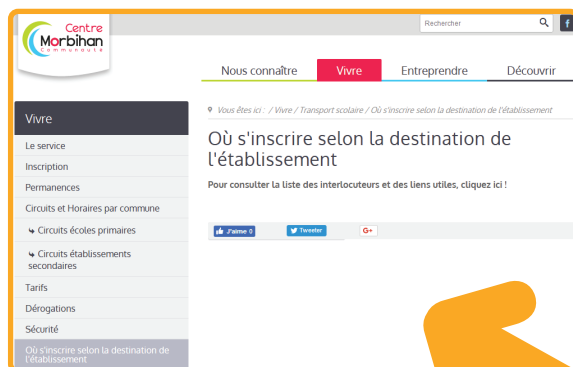 Centre
Morbihan
Communauté
Rechercher
f
Nous connaître
Vivre
Entreprendre
Découvrir
Vivre
Le service
Inscription
Permanences
Circuits et Horaires par commune
Circuits écoles primaires
Circuits établissements
secondaires
Tarifs
Dérogations
Sécurité
Où s'inscrire selon la destination de
l'établissement
Vous êtes ici : / Vivre / Transport scolaire / Où s'inscrire selon la destination de l'établissement
Où s'inscrire selon la destination de
l'établissement
Pour consulter la liste des interlocuteurs et des liens utiles, cliquez ici !
J'aime 0
Tweeter
G+